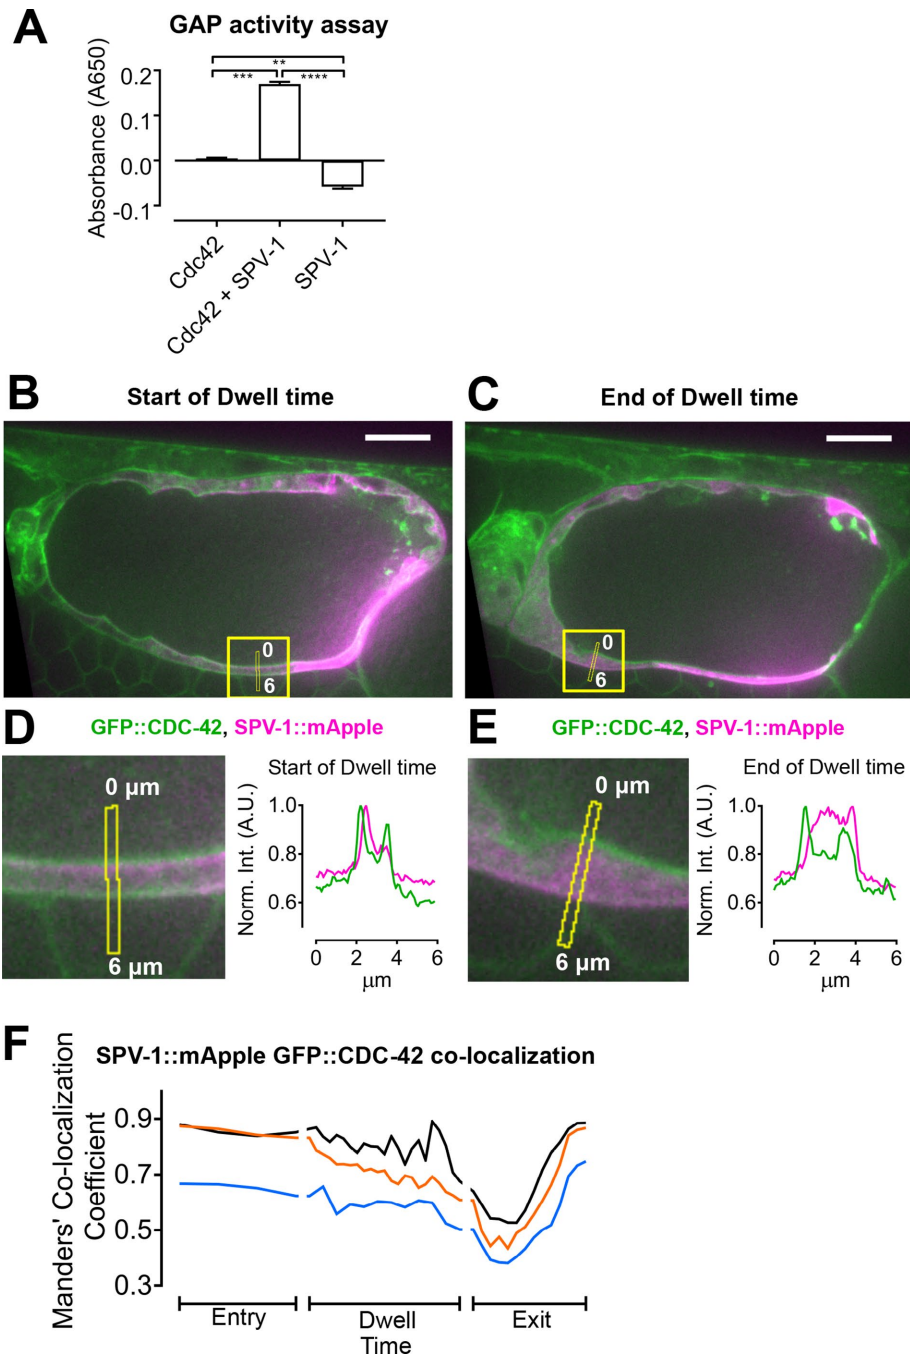 A
GAP activity assay
** 
*** ****
Absorbance (A650)
0.2
0.1
0.0
-0.1
Cdc42
Cdc42 + SPV-1
SPV-1
B
Start of Dwell time
0
6
C
End of Dwell time
0
6
D
GFP::CDC-42, SPV-1::mApple
0 μm
6 μm
Start of Dwell time
Norm. Int. (A.U.)
1.0
0.8
0.6
0 2 4 6
μm
E
GFP::CDC-42, SPV-1::mApple
0 μm
6 μm
End of Dwell time
Norm. Int. (A.U.)
1.0
0.8
0.6
0 2 4 6
μm
F
SPV-1::mApple GFP::CDC-42 co-localization
Manders' Co-localization
Coefficient
0.9
0.7
0.5
0.3
Entry
Dwell
Time
Exit